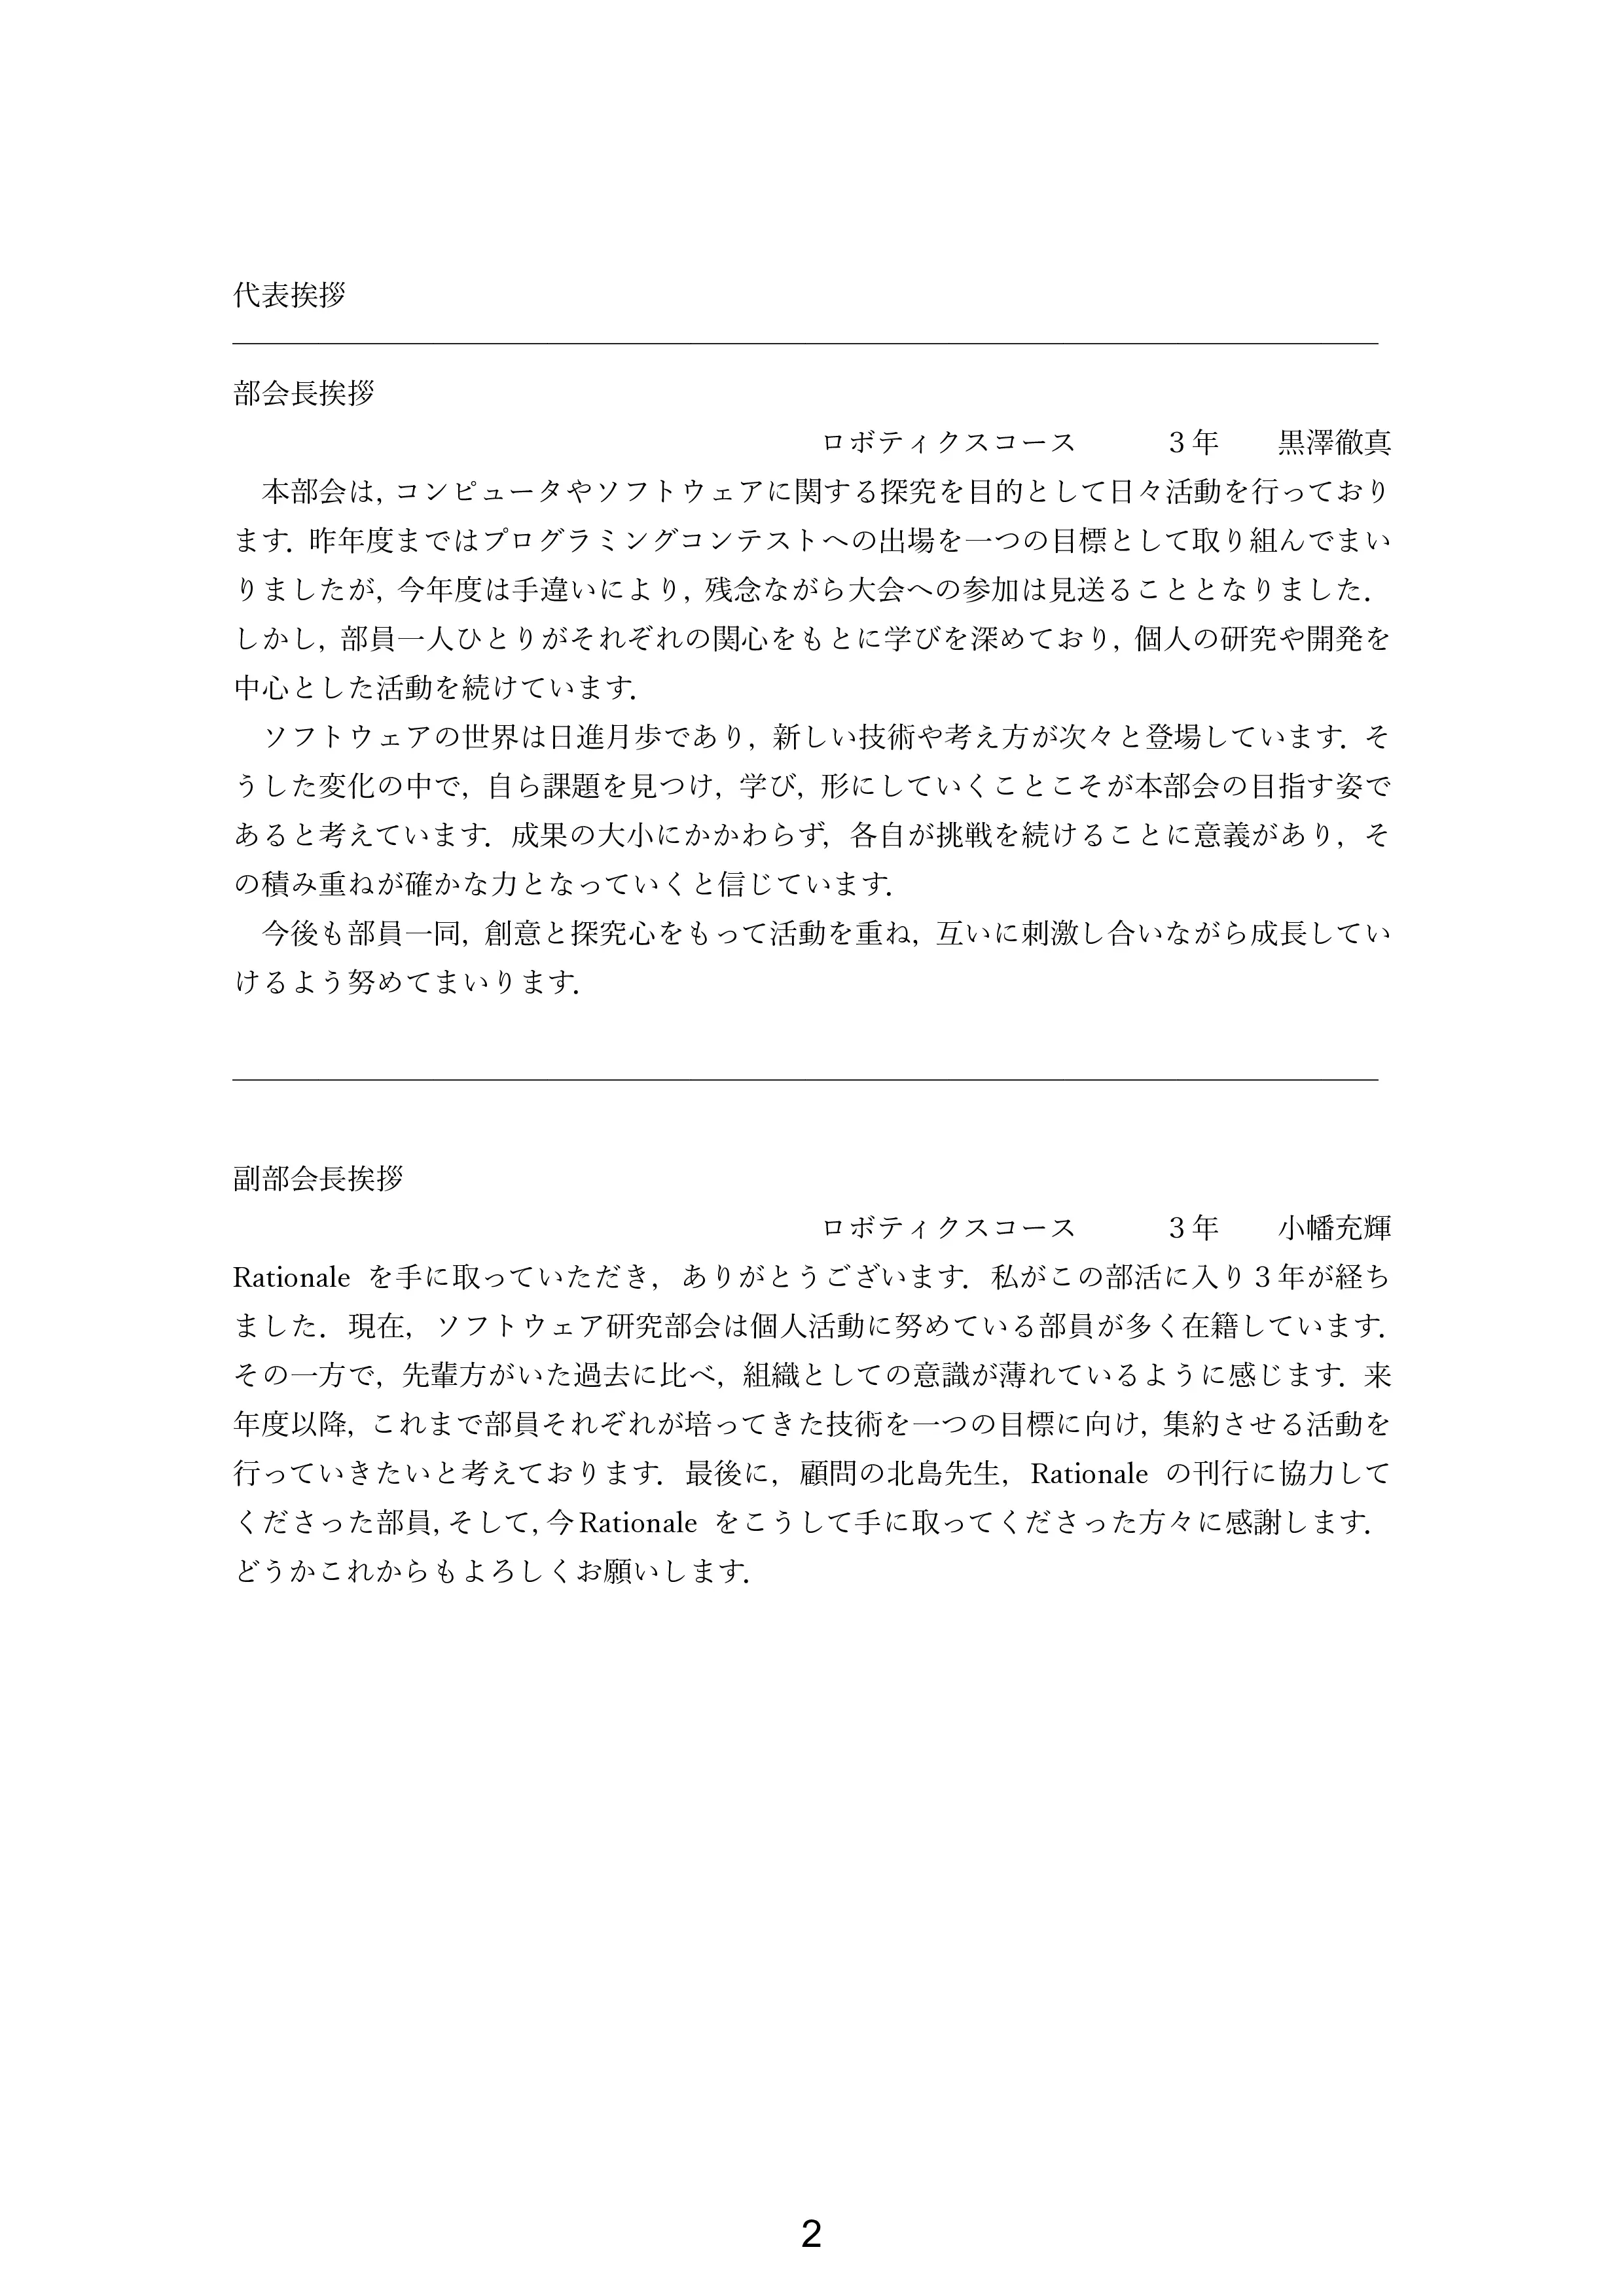 代表挨拶
部会長挨拶
ロボティクスコース　　　３年　　黒澤徹真
　本部会は，コンピュータやソフトウェアに関する探究を目的として日々活動を行っており
ます．昨年度まではプログラミングコンテストへの出場を一つの目標として取り組んでまい
りましたが，今年度は手違いにより，残念ながら大会への参加は見送ることとなりました．
しかし，部員一人ひとりがそれぞれの関心をもとに学びを深めており，個人の研究や開発を
中心とした活動を続けています．
　ソフトウェアの世界は日進月歩であり，新しい技術や考え方が次々と登場しています．そ
うした変化の中で，自ら課題を見つけ，学び，形にしていくことこそが本部会の目指す姿で
あると考えています．成果の大小にかかわらず，各自が挑戦を続けることに意義があり，そ
の積み重ねが確かな力となっていくと信じています．
　今後も部員一同，創意と探究心をもって活動を重ね，互いに刺激し合いながら成長してい
けるよう努めてまいります．
副部会長挨拶
ロボティクスコース　　　３年　　小幡充輝
Rationale を手に取っていただき，ありがとうございます．私がこの部活に入り３年が経ち
ました．現在，ソフトウェア研究部会は個人活動に努めている部員が多く在籍しています．
その一方で，先輩方がいた過去に比べ，組織としての意識が薄れているように感じます．来
年度以降，これまで部員それぞれが培ってきた技術を一つの目標に向け，集約させる活動を
行っていきたいと考えております．最後に，顧問の北島先生，Rationale の刊行に協力して
くださった部員，そして，今 Rationale をこうして手に取ってくださった方々に感謝します．
どうかこれからもよろしくお願いします．
2